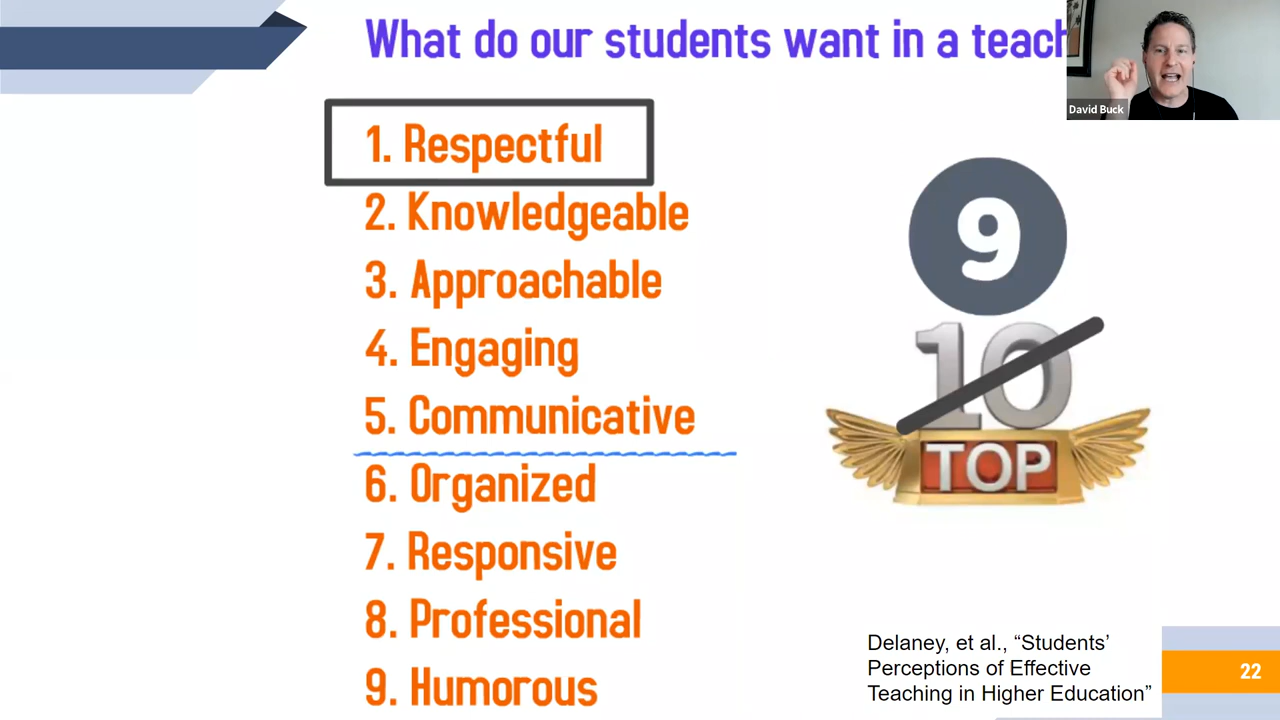 What do our students want in a teach
David Buck
1. Respectful
2. Knowledgeable
3. Approachable
4. Engaging
5. Communicative
6. Organized
7. Responsive
8. Professional
9. Humorous
9
10
TOP
Delaney, et al., “Students’
Perceptions of Effective
Teaching in Higher Education”
22